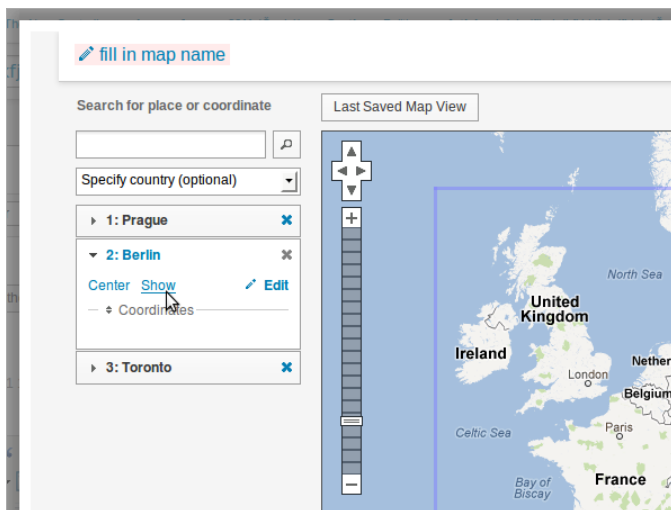 fill in map name
Search for place or coordinate
Last Saved Map View
Specify country (optional)
1: Prague
2: Berlin
Center Show Edit
Coordinates
3: Toronto
North Sea
United
Kingdom
Ireland
London
Nether
Belgium
Celtic Sea
Paris
Bay of
Biscay
France